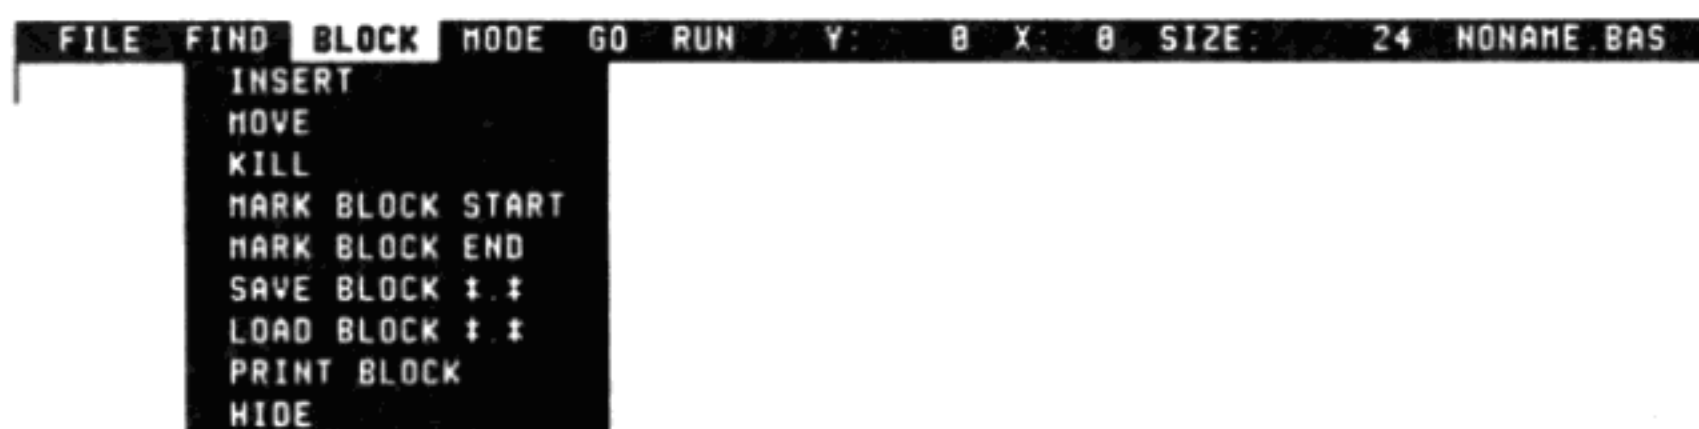 FILE FIND BLOCK MODE GO RUN Y: 0 X: 0 SIZE: 24 NONAME.BAS
INSERT
MOVE
KILL
MARK BLOCK START
MARK BLOCK END
SAVE BLOCK *.*
LOAD BLOCK *.*
PRINT BLOCK
HIDE